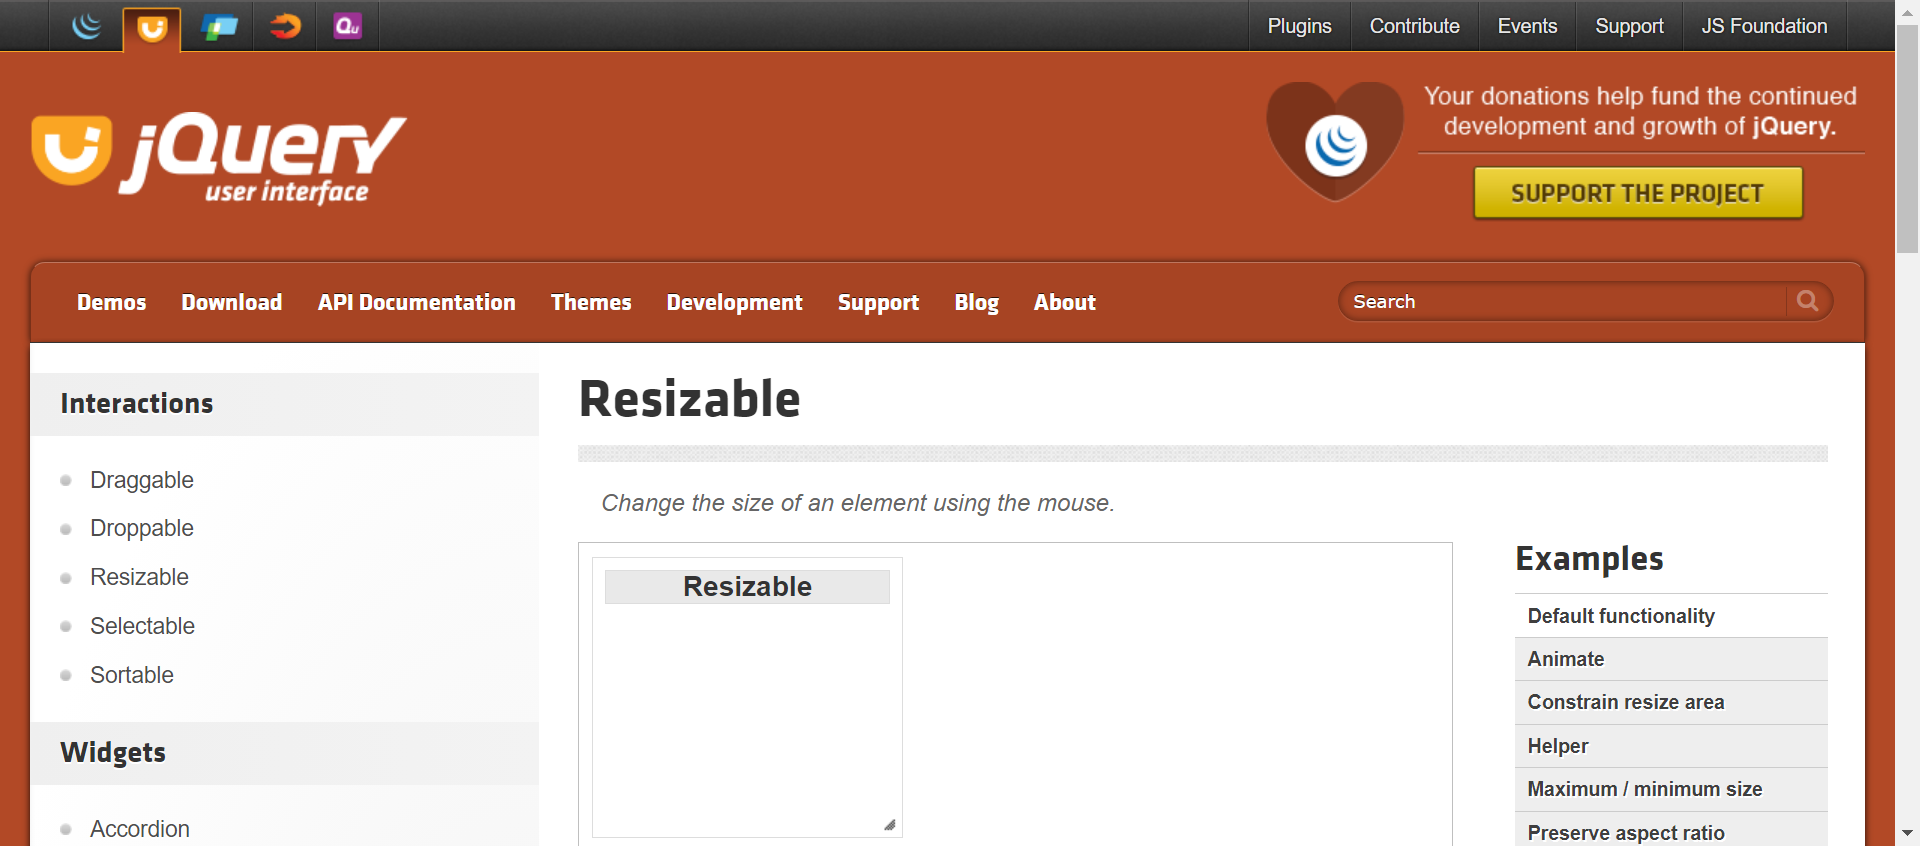 Qu
Plugins Contribute Events Support JS Foundation
jQuery
user interface
Your donations help fund the continued
development and growth of jQuery.
SUPPORT THE PROJECT
Demos Download API Documentation Themes Development Support Blog About Search
Interactions
Draggable
Droppable
Resizable
Selectable
Sortable
Widgets
Accordion
Resizable
Change the size of an element using the mouse.
Resizable
Examples
Default functionality
Animate
Constrain resize area
Helper
Maximum / minimum size
Preserve aspect ratio